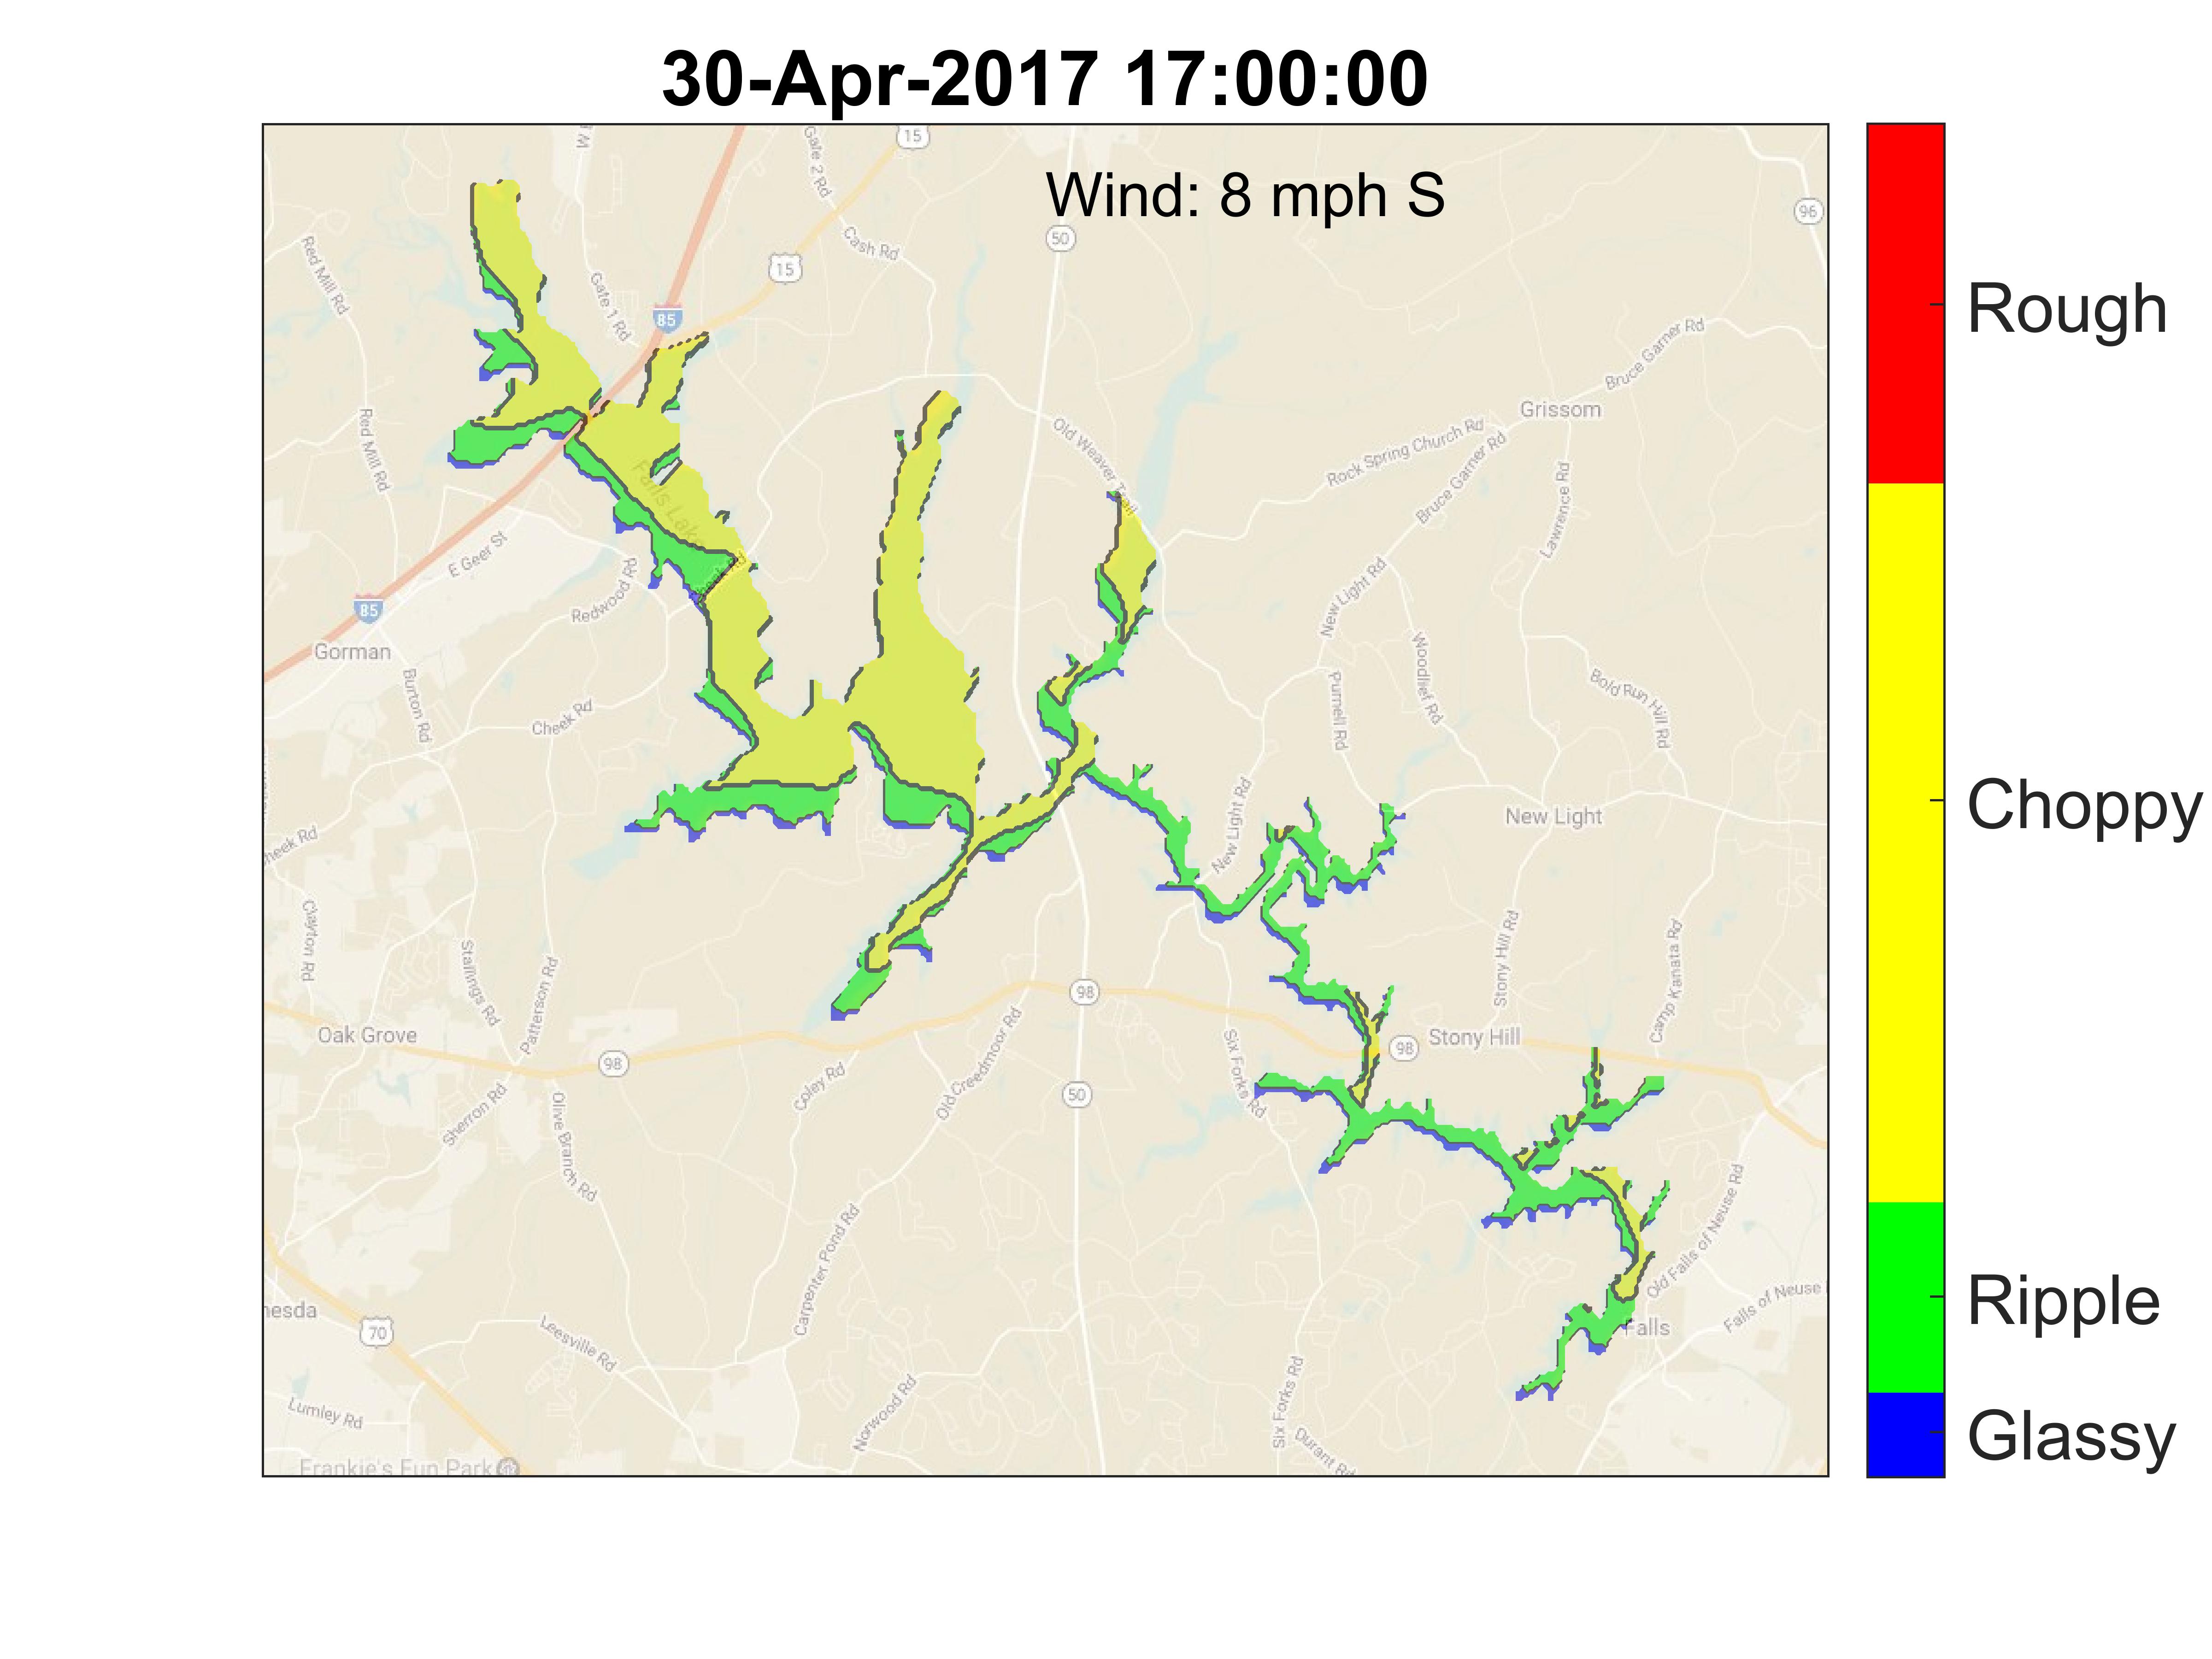 30-Apr-2017 17:00:00
Wind: 8 mph S
15
Gate 2 Rd
Cash Rd
50
96
Red Mill Rd
Gate 1 Rd
15
85
Bruce Garner Rd
Grissom
Old Weaver Trail
Rock Spring Church Rd
Bruce Garner Rd
Red Mill Rd
Falls Lake
Lawrence Rd
E Geer St
Redwood Rd
New Light Rd
85
Gorman
Burton Rd
Cheek Rd
Purnell Rd
Woodlief Rd
Bold Run Hill Rd
New Light Rd
New Light
Clayton Rd
Stallings Rd
Patterson Rd
Stony Hill Rd
Camp Kanata Rd
98
Oak Grove
98
98
Stony Hill
Six Forks Rd
Coley Rd
Old Creedmoor Rd
50
Sherron Rd
Olive Branch Rd
Carpenter Pond Rd
Old Falls of Neuse Rd
Falls of Neuse
70
Leesville Rd
Falls
Norwood Rd
Six Forks Rd
Lumley Rd
Durant Rd
Frankie's Fun Park
Rough
Choppy
Ripple
Glassy